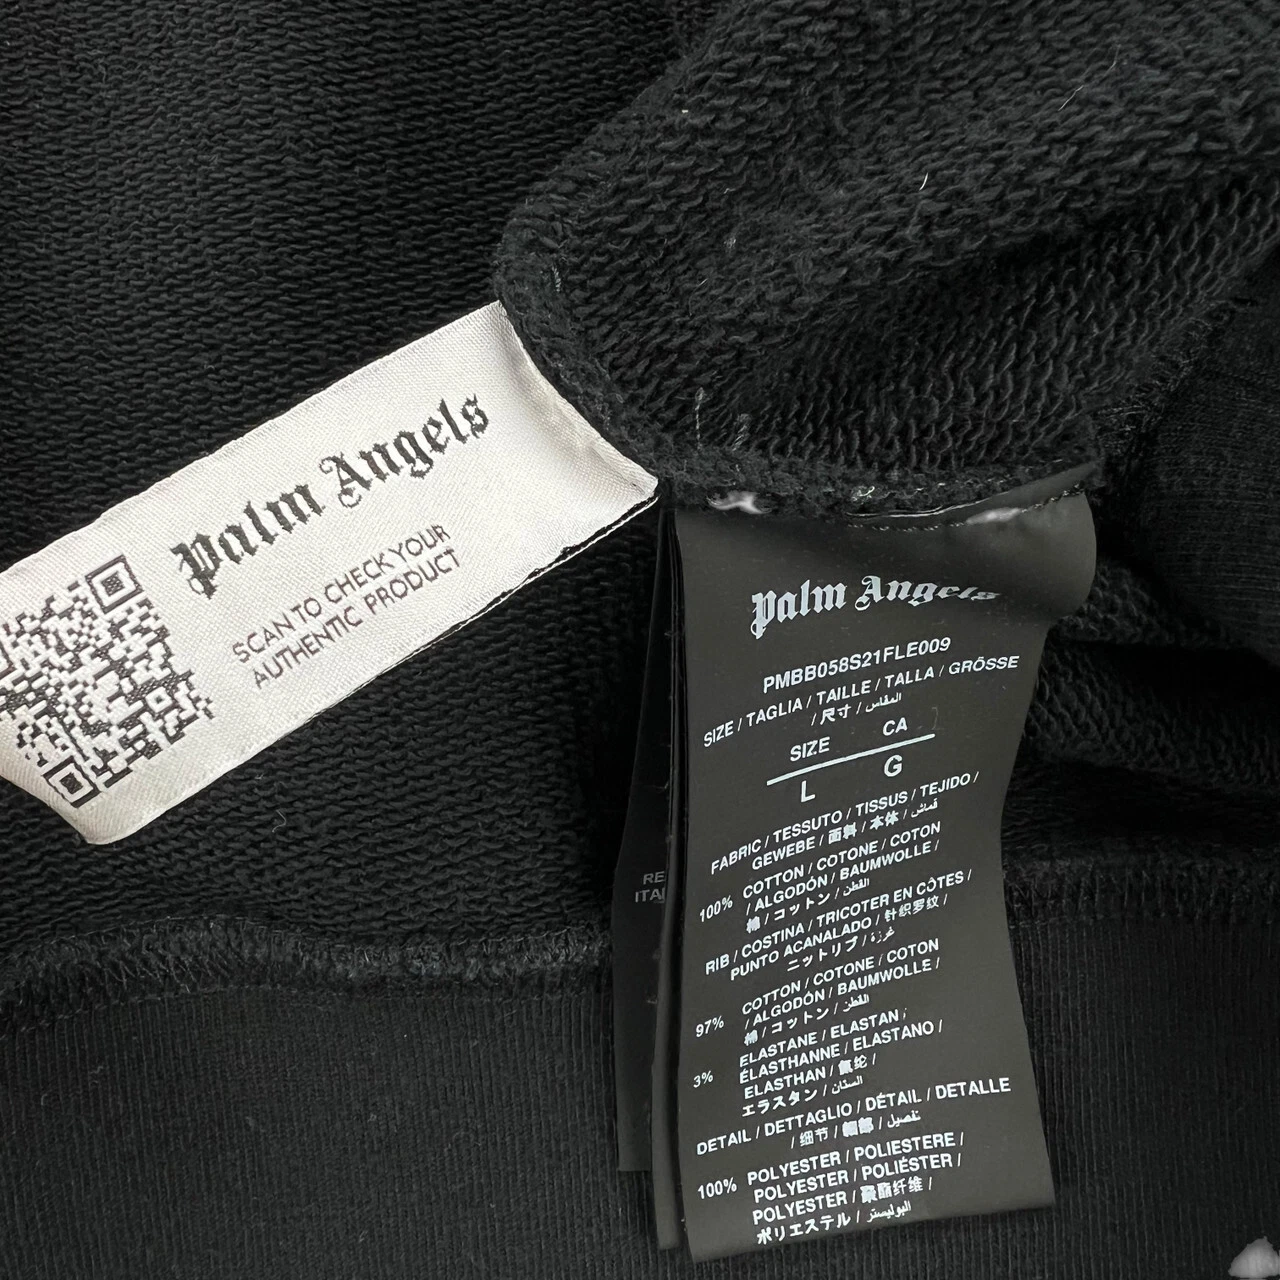 Palm Angels
SCAN TO CHECK YOUR
AUTHENTIC PRODUCT
Palm Angels
PMBB058S21FLE009
SIZE / TAGLIA / TAILLE / TALLA / GRÖSSE
/ 尺寸 / المقاس
SIZE CA
L G
FABRIC / TESSUTO / TISSUS / TEJIDO /
GEWEBE / 面料 / 本体 / قماش
100% COTTON / COTONE / COTON
/ ALGODÓN / BAUMWOLLE /
棉 / コットン / القطن
RIB / COSTINA / TRICOTER EN CÔTES /
PUNTO ACANALADO / 针织罗纹 /
ニットリブ / غرزة
97% COTTON / COTONE / COTON
/ ALGODÓN / BAUMWOLLE /
棉 / コットン / القطن
3% ELASTANE / ELASTAN /
ÉLASTHANNE / ELASTANO /
ELASTHAN / 氨纶 /
エラスタン /
DETAIL / DETTAGLIO / DÉTAIL / DETALLE
/ 细节 / / تفصيل
100% POLYESTER / POLIESTERE /
POLYESTER / POLIÉSTER /
POLYESTER / 聚酯纤维 /
ポリエステル / البوليستر
RE
ITA